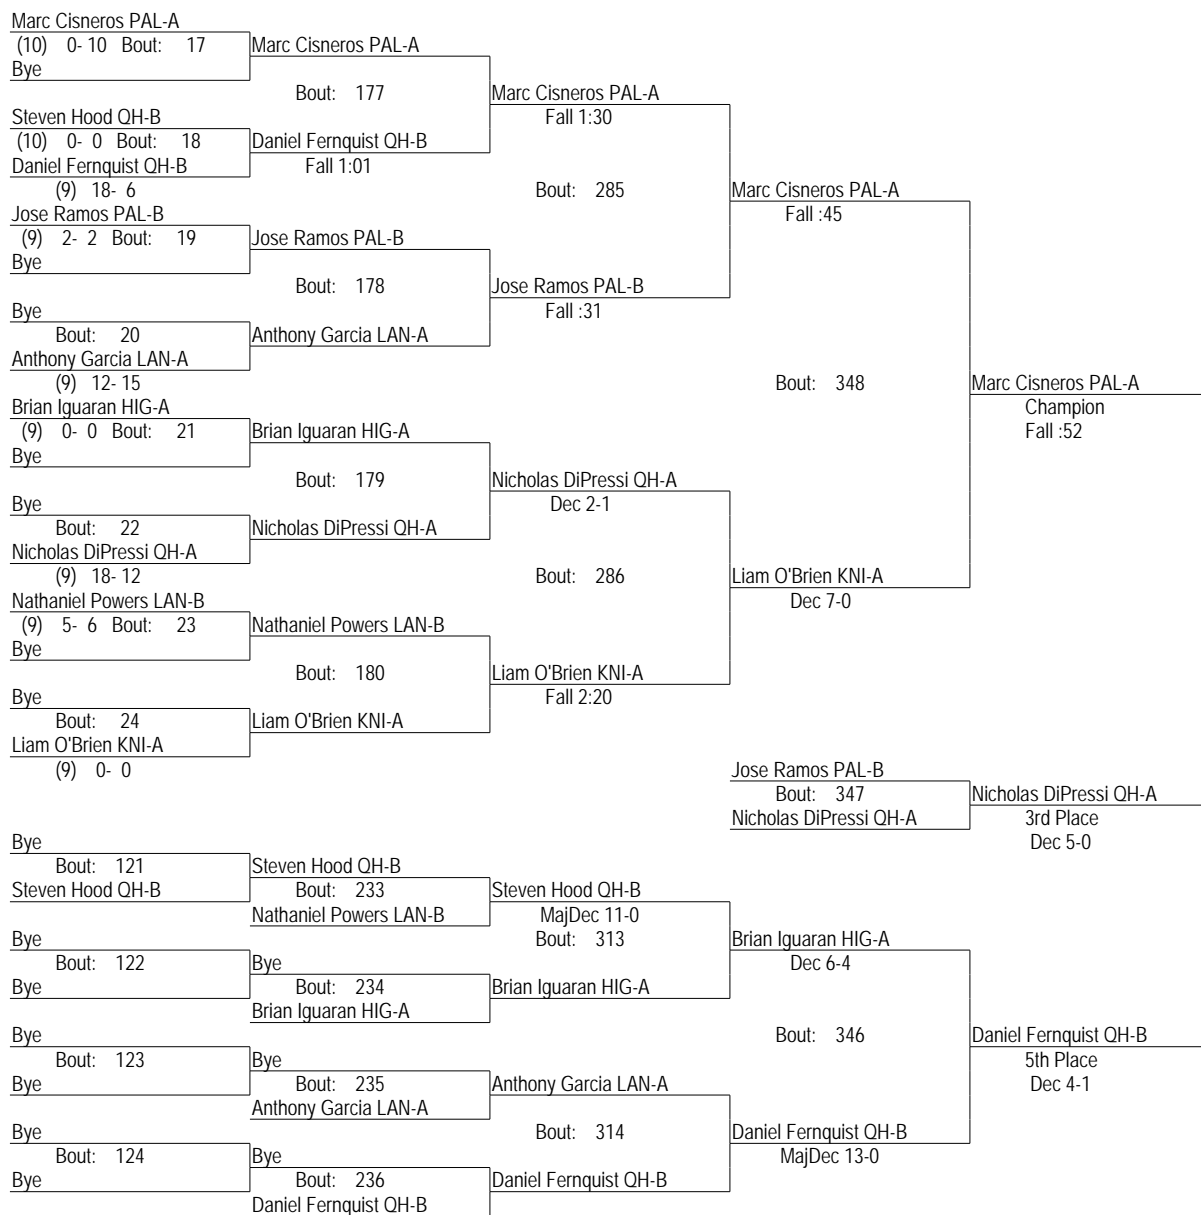 Marc Cisneros PAL-A
(10) 0- 10 Bout: 17
Bye
Marc Cisneros PAL-A
Bout: 177
Steven Hood QH-B
(10) 0- 0 Bout: 18
Daniel Fernquist QH-B
(9) 18- 6
Daniel Fernquist QH-B
Fall 1:01
Marc Cisneros PAL-A
Fall 1:30
Bout: 285
Jose Ramos PAL-B
(9) 2- 2 Bout: 19
Bye
Jose Ramos PAL-B
Bout: 178
Bye
Bout: 20
Anthony Garcia LAN-A
(9) 12- 15
Anthony Garcia LAN-A
Jose Ramos PAL-B
Fall :31
Marc Cisneros PAL-A
Fall :45
Bout: 348
Brian Iguaran HIG-A
(9) 0- 0 Bout: 21
Bye
Brian Iguaran HIG-A
Bout: 179
Bye
Bout: 22
Nicholas DiPressi QH-A
(9) 18- 12
Nicholas DiPressi QH-A
Nicholas DiPressi QH-A
Dec 2-1
Bout: 286
Nathaniel Powers LAN-B
(9) 5- 6 Bout: 23
Bye
Nathaniel Powers LAN-B
Bout: 180
Bye
Bout: 24
Liam O'Brien KNI-A
(9) 0- 0
Liam O'Brien KNI-A
Liam O'Brien KNI-A
Fall 2:20
Liam O'Brien KNI-A
Dec 7-0
Marc Cisneros PAL-A
Champion
Fall :52
Jose Ramos PAL-B
Bout: 347
Nicholas DiPressi QH-A
Nicholas DiPressi QH-A
3rd Place
Dec 5-0
Bye
Bout: 121
Steven Hood QH-B
Steven Hood QH-B
Bout: 233
Nathaniel Powers LAN-B
Steven Hood QH-B
MajDec 11-0
Bout: 313
Bye
Bout: 122
Bye
Bye
Bout: 234
Brian Iguaran HIG-A
Brian Iguaran HIG-A
Brian Iguaran HIG-A
Dec 6-4
Bout: 346
Bye
Bout: 123
Bye
Bye
Bout: 235
Anthony Garcia LAN-A
Anthony Garcia LAN-A
Bout: 314
Bye
Bout: 124
Bye
Bye
Bout: 236
Daniel Fernquist QH-B
Daniel Fernquist QH-B
Daniel Fernquist QH-B
MajDec 13-0
Daniel Fernquist QH-B
5th Place
Dec 4-1